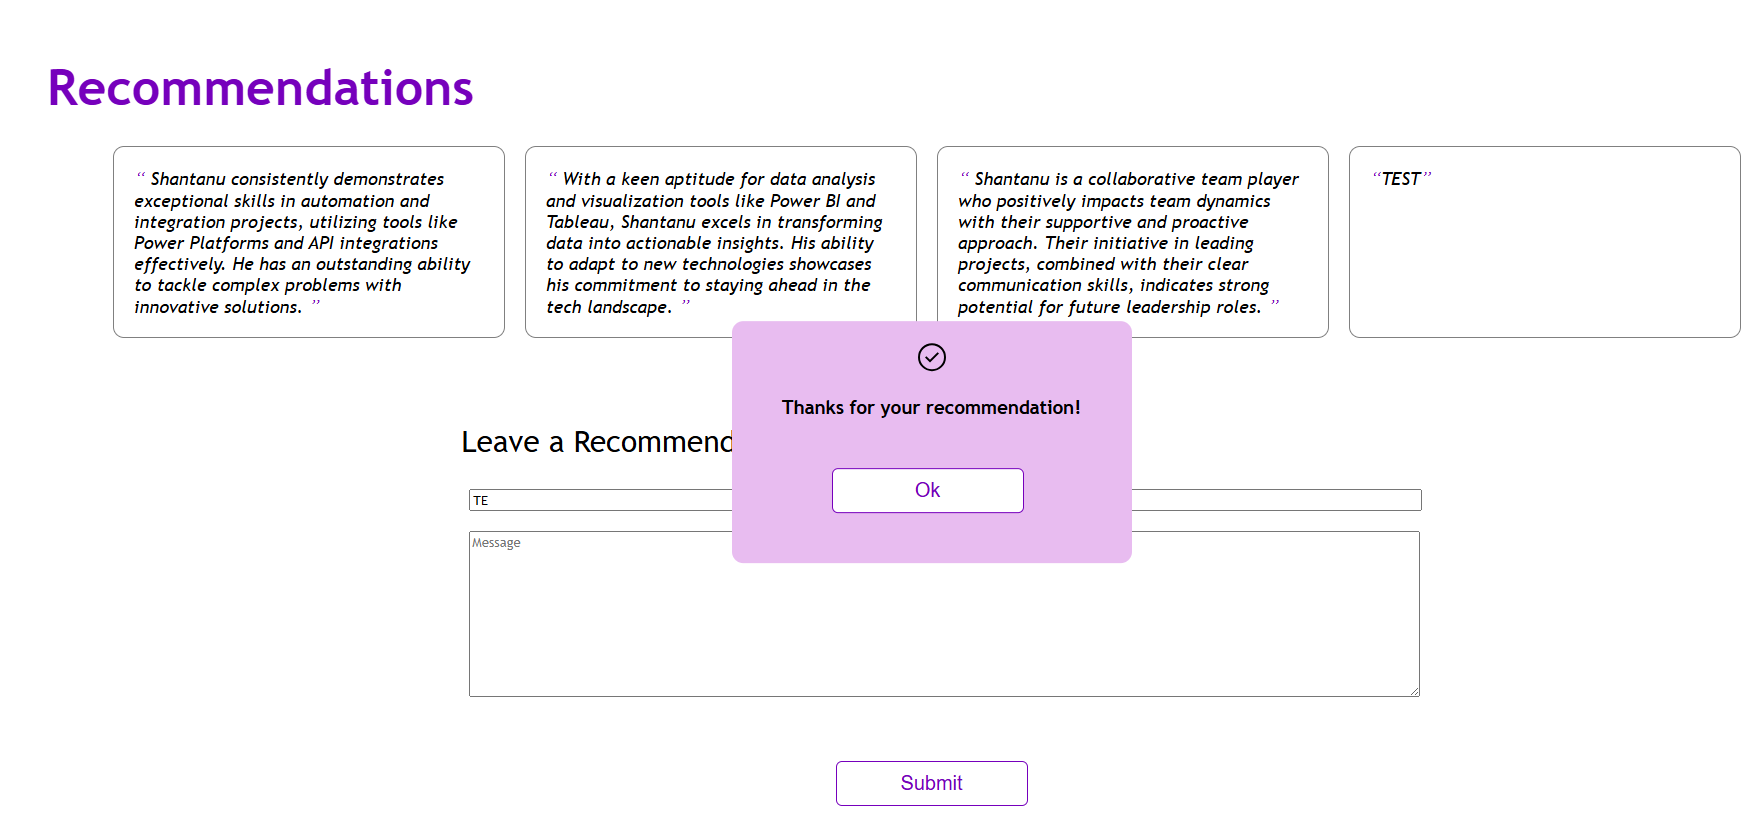 Recommendations
“ Shantanu consistently demonstrates
exceptional skills in automation and
integration projects, utilizing tools like
Power Platforms and API integrations
effectively. He has an outstanding ability
to tackle complex problems with
innovative solutions. ”
“ With a keen aptitude for data analysis
and visualization tools like Power BI and
Tableau, Shantanu excels in transforming
data into actionable insights. His ability
to adapt to new technologies showcases
his commitment to staying ahead in the
tech landscape. ”
“ Shantanu is a collaborative team player
who positively impacts team dynamics
with their supportive and proactive
approach. Their initiative in leading
projects, combined with their clear
communication skills, indicates strong
potential for future leadership roles. ”
“TEST”
Thanks for your recommendation!
Ok
Leave a Recommend
TE
Message
Submit